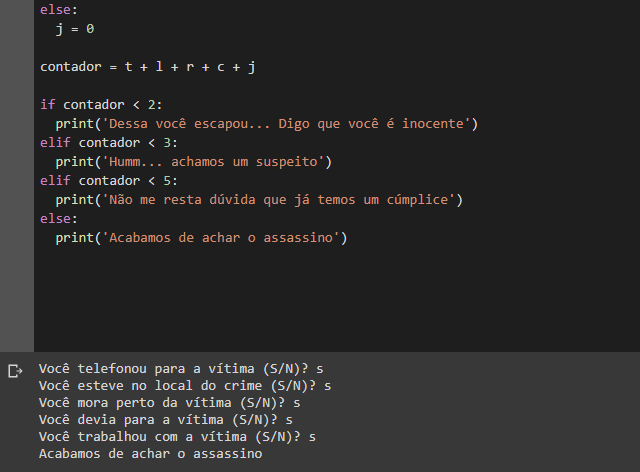 else:
  j = 0
contador = t + l + r + c + j
if contador < 2:
  print('Dessa você escapou... Digo que você é inocente')
elif contador < 3:
  print('Humm... achamos um suspeito')
elif contador < 5:
  print('Não me resta dúvida que já temos um cúmplice')
else:
  print('Acabamos de achar o assassino')
Você telefonou para a vítima (S/N)? s
Você esteve no local do crime (S/N)? s
Você mora perto da vítima (S/N)? s
Você devia para a vítima (S/N)? s
Você trabalhou com a vítima (S/N)? s
Acabamos de achar o assassino